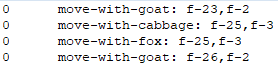 0 move-with-goat: f-23,f-2
0 move-with-cabbage: f-25,f-3
0 move-with-fox: f-25,f-3
0 move-with-goat: f-26,f-2